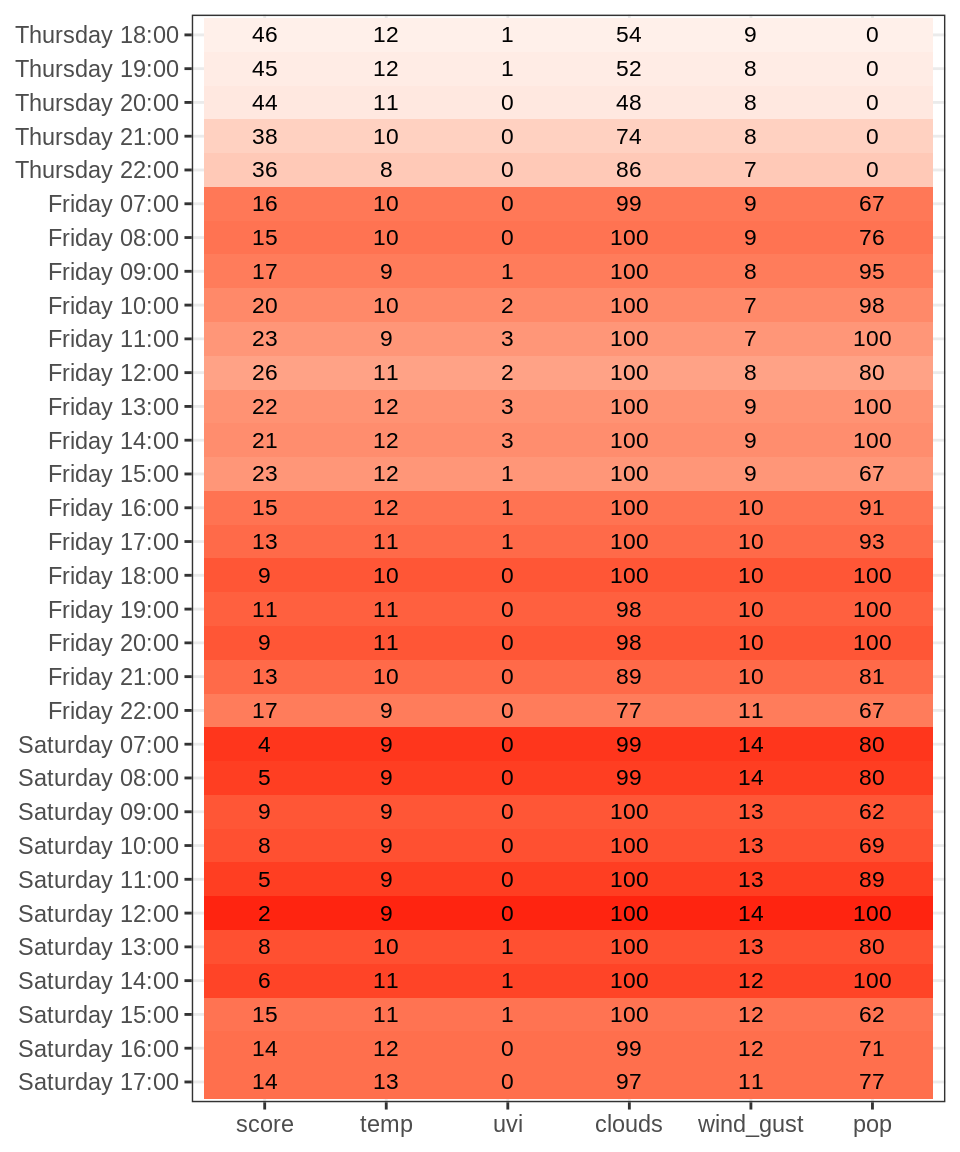 Thursday 18:00 46 12 1 54 9 0
Thursday 19:00 45 12 1 52 8 0
Thursday 20:00 44 11 0 48 8 0
Thursday 21:00 38 10 0 74 8 0
Thursday 22:00 36 8 0 86 7 0
Friday 07:00 16 10 0 99 9 67
Friday 08:00 15 10 0 100 9 76
Friday 09:00 17 9 1 100 8 95
Friday 10:00 20 10 2 100 7 98
Friday 11:00 23 9 3 100 7 100
Friday 12:00 26 11 2 100 8 80
Friday 13:00 22 12 3 100 9 100
Friday 14:00 21 12 3 100 9 100
Friday 15:00 23 12 1 100 9 67
Friday 16:00 15 12 1 100 10 91
Friday 17:00 13 11 1 100 10 93
Friday 18:00 9 10 0 100 10 100
Friday 19:00 11 11 0 98 10 100
Friday 20:00 9 11 0 98 10 100
Friday 21:00 13 10 0 89 10 81
Friday 22:00 17 9 0 77 11 67
Saturday 07:00 4 9 0 99 14 80
Saturday 08:00 5 9 0 99 14 80
Saturday 09:00 9 9 0 100 13 62
Saturday 10:00 8 9 0 100 13 69
Saturday 11:00 5 9 0 100 13 89
Saturday 12:00 2 9 0 100 14 100
Saturday 13:00 8 10 1 100 13 80
Saturday 14:00 6 11 1 100 12 100
Saturday 15:00 15 11 1 100 12 62
Saturday 16:00 14 12 0 99 12 71
Saturday 17:00 14 13 0 97 11 77
score temp uvi clouds wind_gust pop